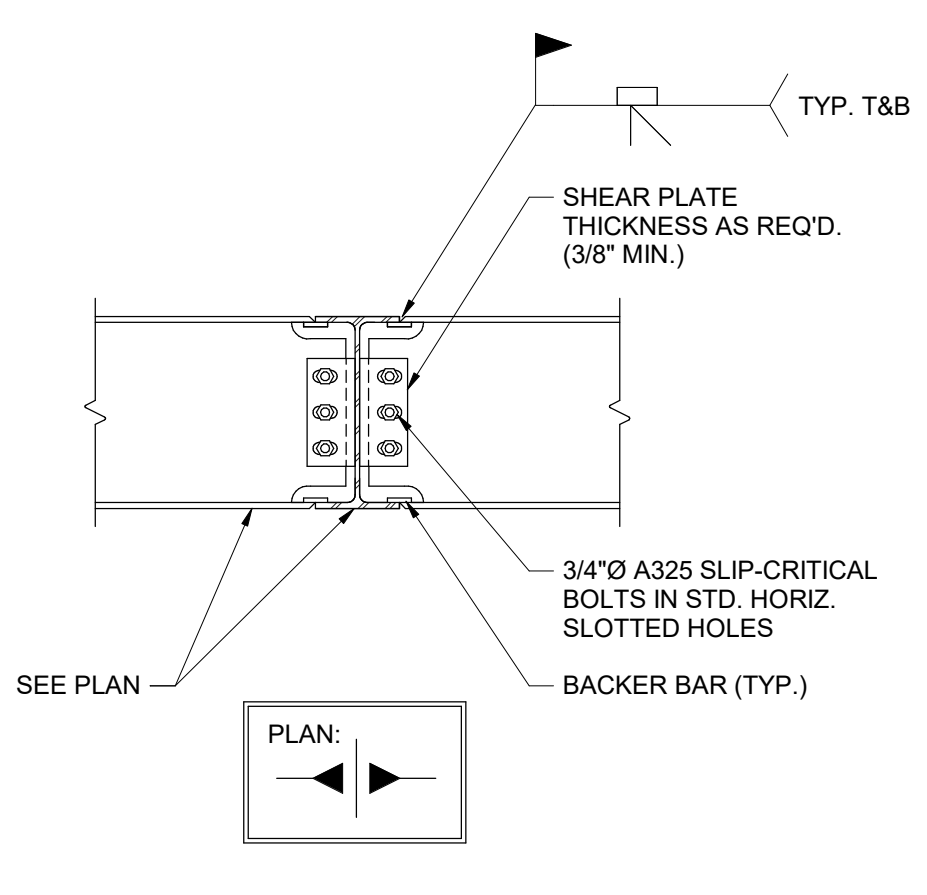 TYP. T&B
SHEAR PLATE
THICKNESS AS REQ'D.
(3/8" MIN.)
3/4"Ø A325 SLIP-CRITICAL
BOLTS IN STD. HORIZ.
SLOTTED HOLES
SEE PLAN
BACKER BAR (TYP.)
PLAN: